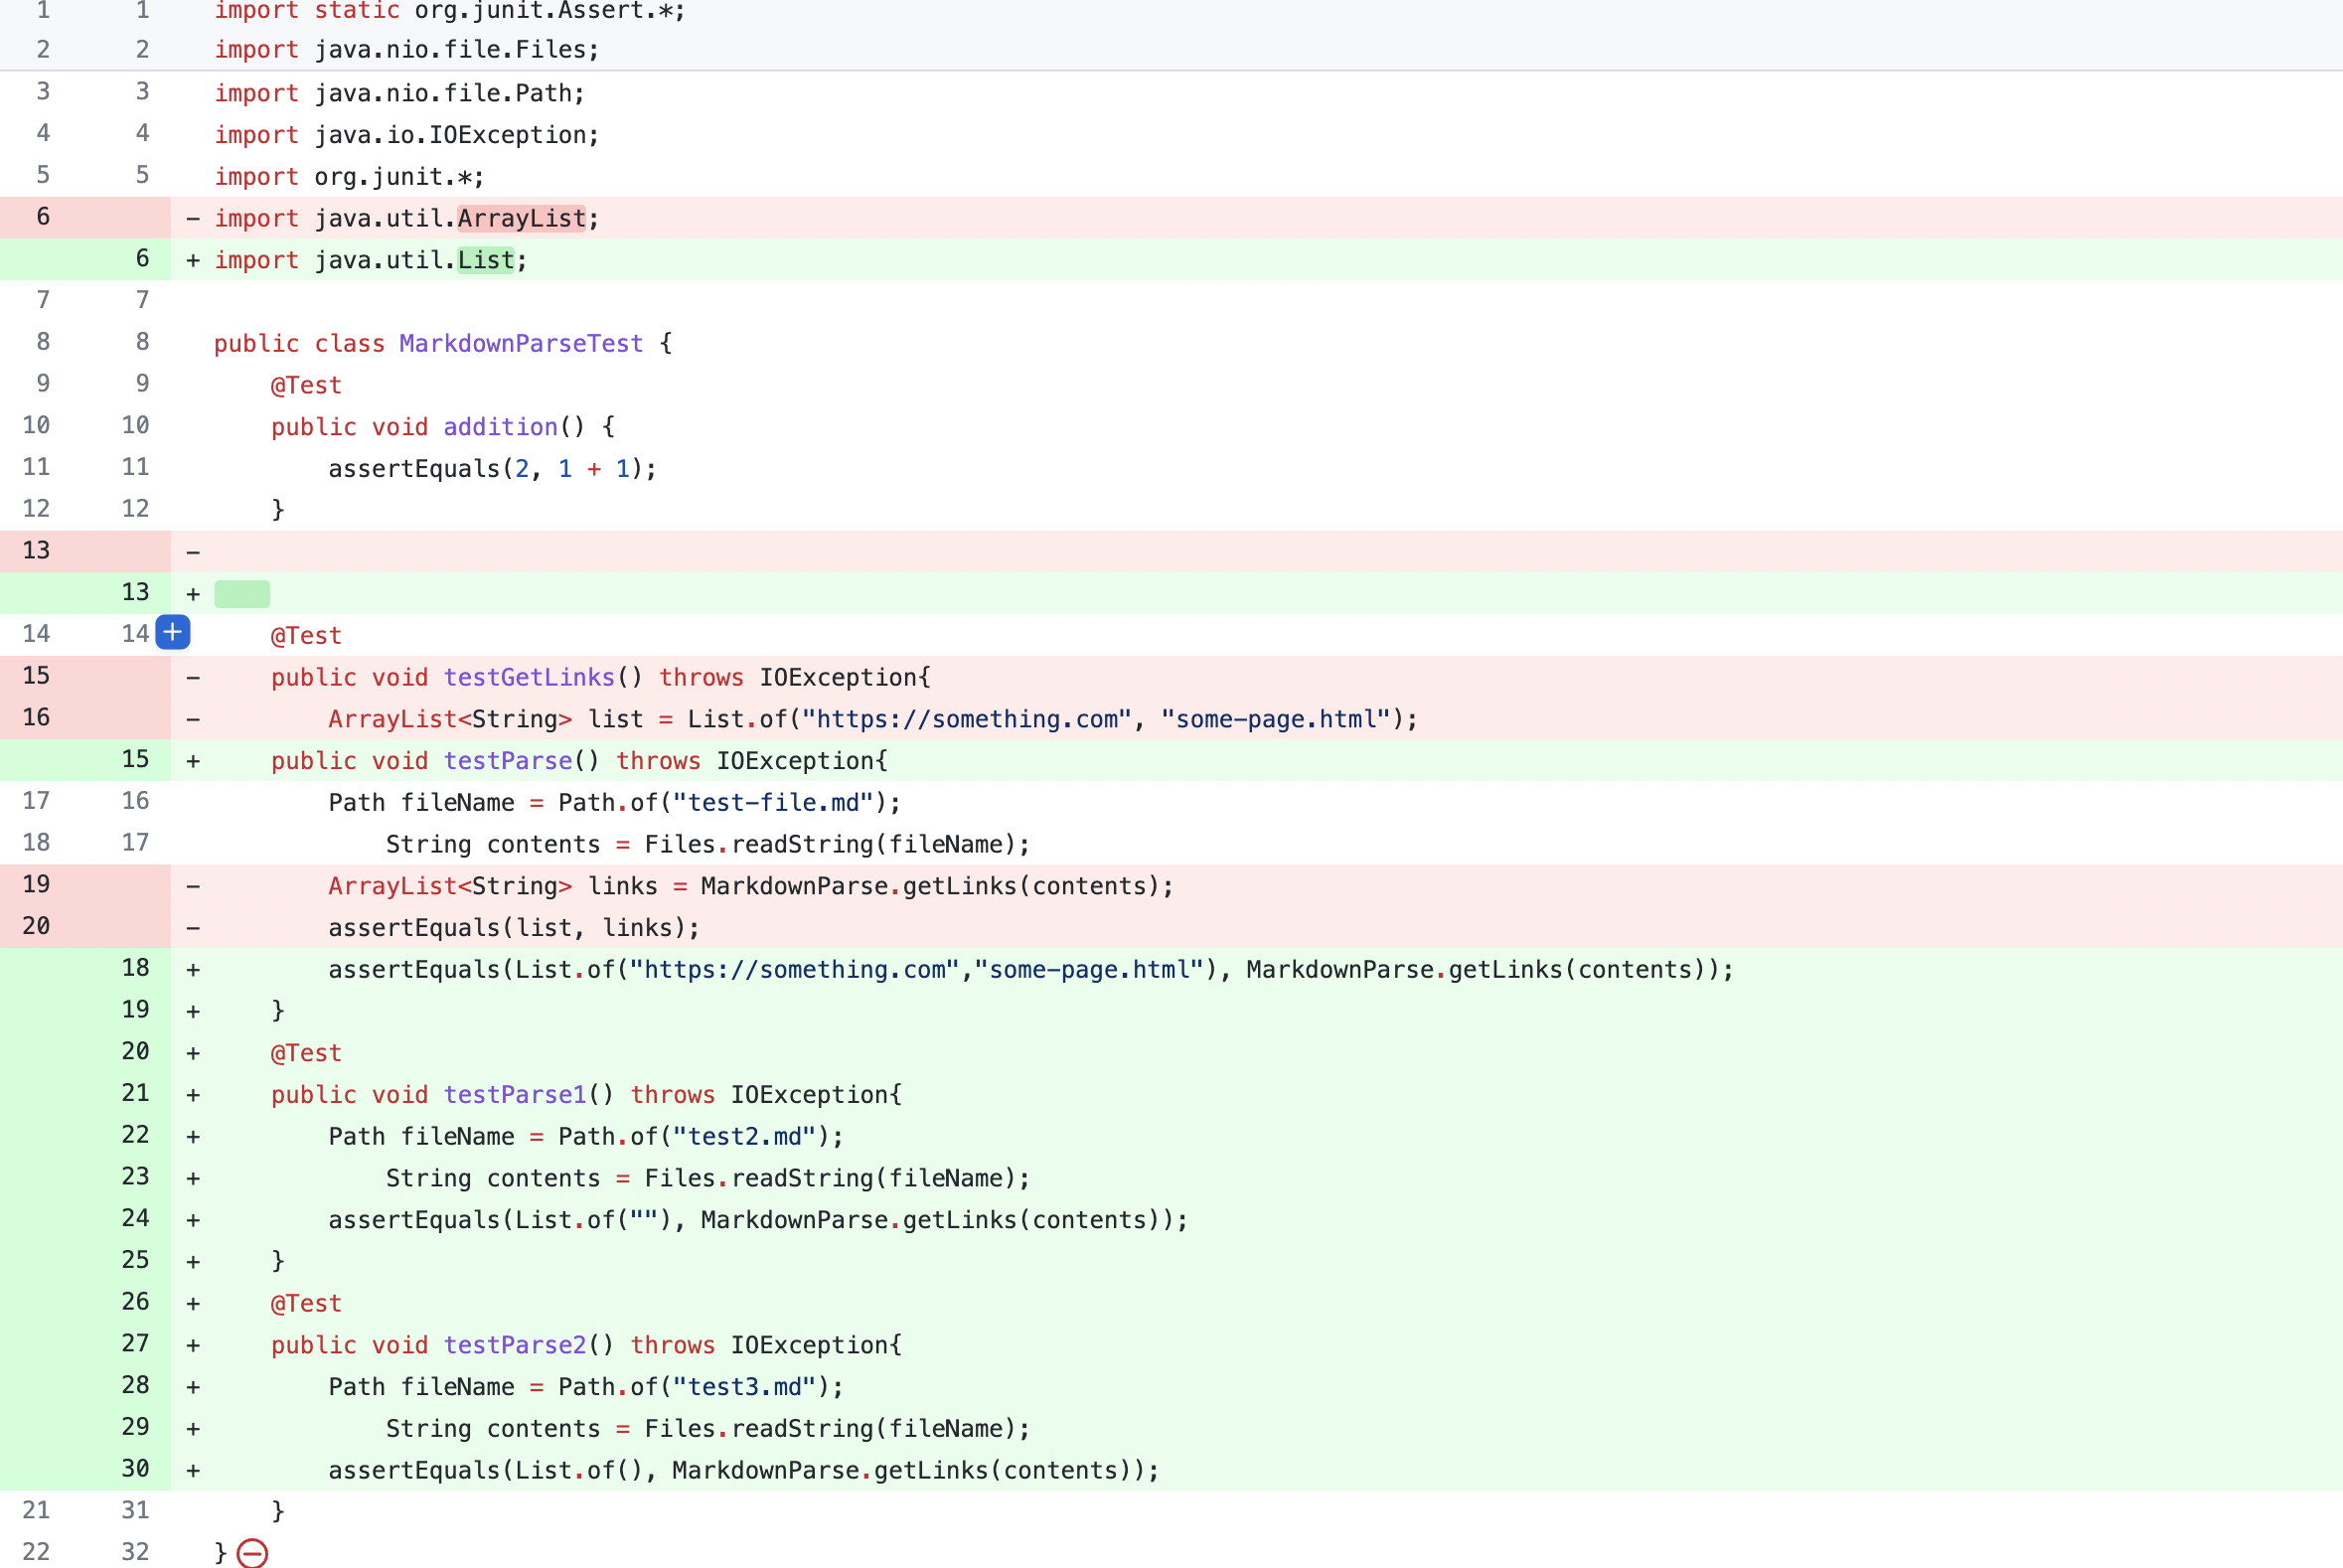 1 1 import static org.junit.Assert.*;
2 2 import java.nio.file.Files;
3 3 import java.nio.file.Path;
4 4 import java.io.IOException;
5 5 import org.junit.*;
6 - import java.util.ArrayList;
6 + import java.util.List;
7 7
8 8 public class MarkdownParseTest {
9 9 @Test
10 10 public void addition() {
11 11 assertEquals(2, 1 + 1);
12 12 }
13 -
13 +
14 14 + @Test
15 - public void testGetLinks() throws IOException{
16 - ArrayList<String> list = List.of("https://something.com", "some-page.html");
15 + public void testParse() throws IOException{
17 16 Path fileName = Path.of("test-file.md");
18 17 String contents = Files.readString(fileName);
19 - ArrayList<String> links = MarkdownParse.getLinks(contents);
20 - assertEquals(list, links);
18 + assertEquals(List.of("https://something.com","some-page.html"), MarkdownParse.getLinks(contents));
19 + }
20 + @Test
21 + public void testParse1() throws IOException{
22 + Path fileName = Path.of("test2.md");
23 + String contents = Files.readString(fileName);
24 + assertEquals(List.of(""), MarkdownParse.getLinks(contents));
25 + }
26 + @Test
27 + public void testParse2() throws IOException{
28 + Path fileName = Path.of("test3.md");
29 + String contents = Files.readString(fileName);
30 + assertEquals(List.of(), MarkdownParse.getLinks(contents));
21 31 }
22 32 }